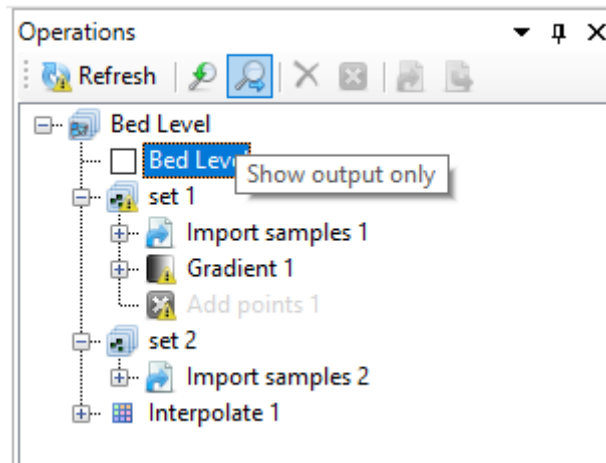 Operations
Refresh
Bed Level
Bed Lev
Show output only
set 1
Import samples 1
Gradient 1
Add points 1
set 2
Import samples 2
Interpolate 1